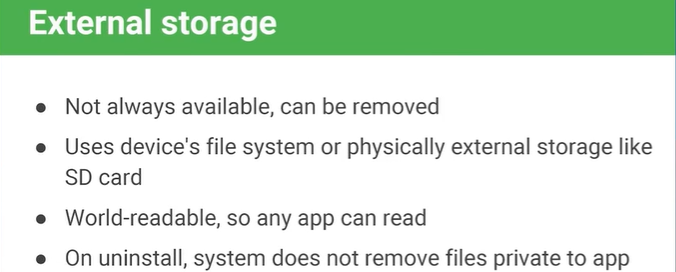 External storage
● Not always available, can be removed
● Uses device's file system or physically external storage like
SD card
● World-readable, so any app can read
● On uninstall, system does not remove files private to app